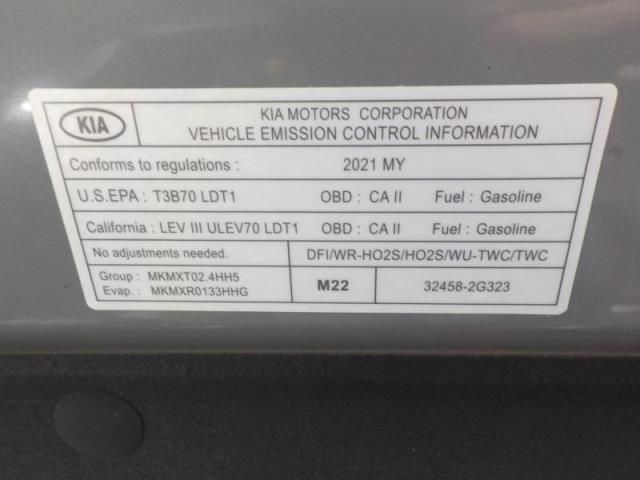 KIA
KIA MOTORS CORPORATION
VEHICLE EMISSION CONTROL INFORMATION
Conforms to regulations : 2021 MY
U.S.EPA : T3B70 LDT1 OBD : CA II Fuel : Gasoline
California : LEV III ULEV70 LDT1 OBD : CA II Fuel : Gasoline
No adjustments needed. DFI/WR-HO2S/HO2S/WU-TWC/TWC
Group : MKMXT02.4HH5
Evap. : MKMXR0133HHG
M22 32458-2G323